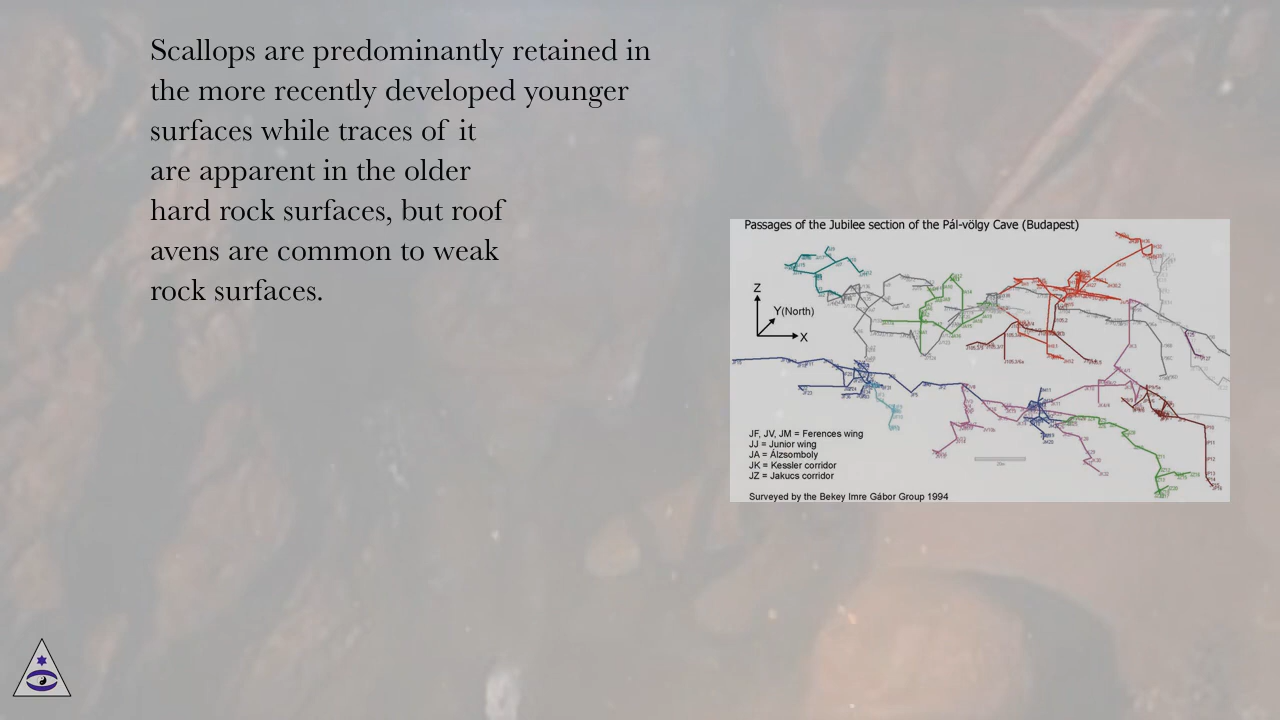 Scallops are predominantly retained in
the more recently developed younger
surfaces while traces of it
are apparent in the older
hard rock surfaces, but roof
avens are common to weak
rock surfaces.
Passages of the Jubilee section of the Pál-völgy Cave (Budapest)
Z
Y(North)
X
JF, JV, JM = Ferences wing
JJ = Junior wing
JA = Álzsomboly
JK = Kessler corridor
JZ = Jakucs corridor
Surveyed by the Bekey Imre Gábor Group 1994